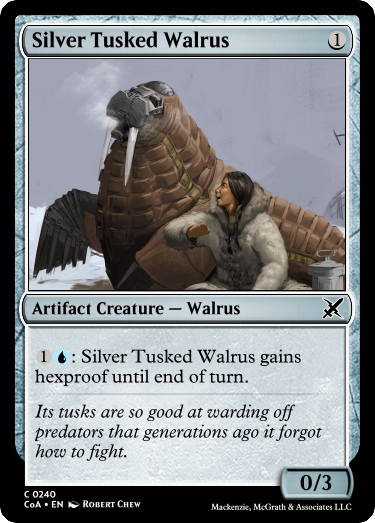 Silver Tusked Walrus 1
Artifact Creature — Walrus
1 : Silver Tusked Walrus gains
hexproof until end of turn.
Its tusks are so good at warding off
predators that generations ago it forgot
how to fight.
0/3
C 0240
CoA • EN Robert Chew
Mackenzie, McGrath & Associates LLC